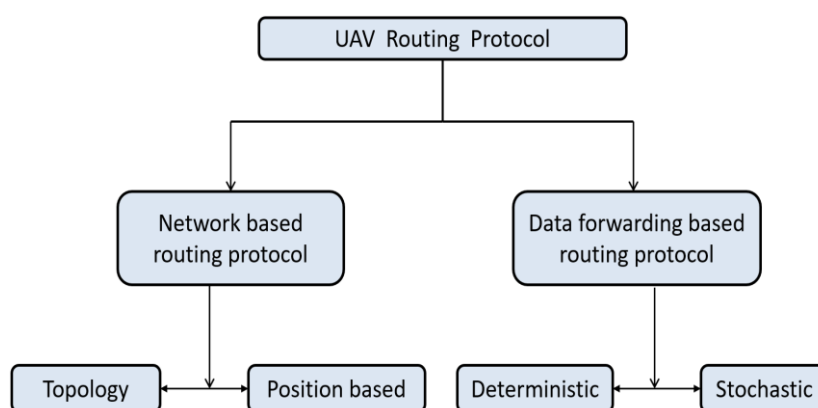 UAV Routing Protocol
Network based
routing protocol
Data forwarding based
routing protocol
Topology
Position based
Deterministic
Stochastic